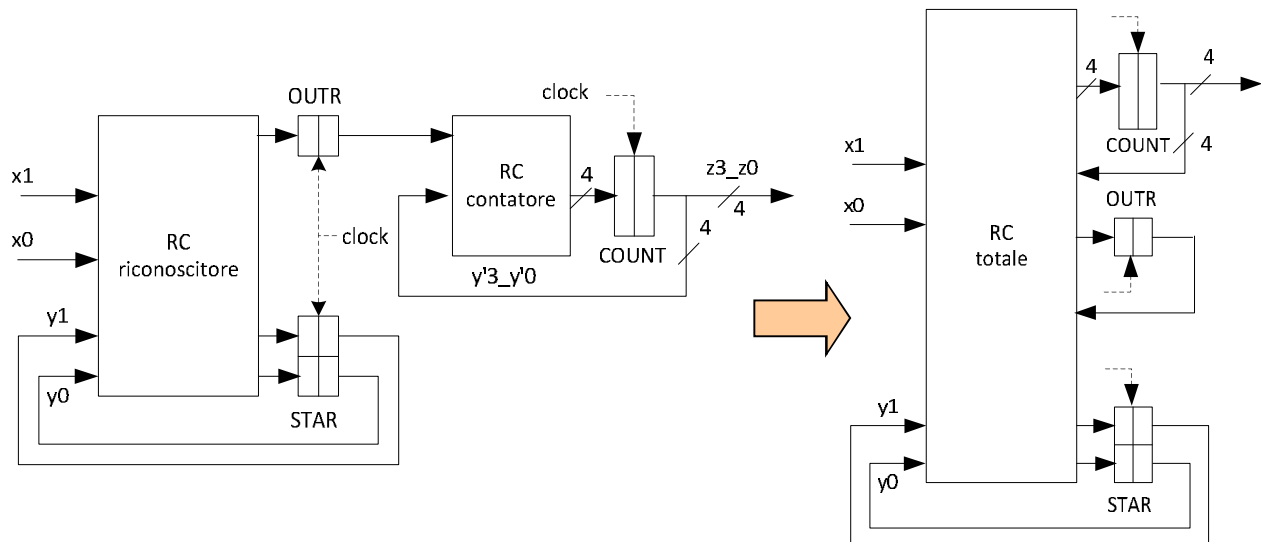 OUTR
x1
x0
RC
riconoscitore
clock
y1
y0
STAR
clock
RC
contatore
4
COUNT
z3_z0
4
4
y'3_y'0
x1
x0
RC
totale
4
COUNT
4
4
OUTR
y1
y0
STAR